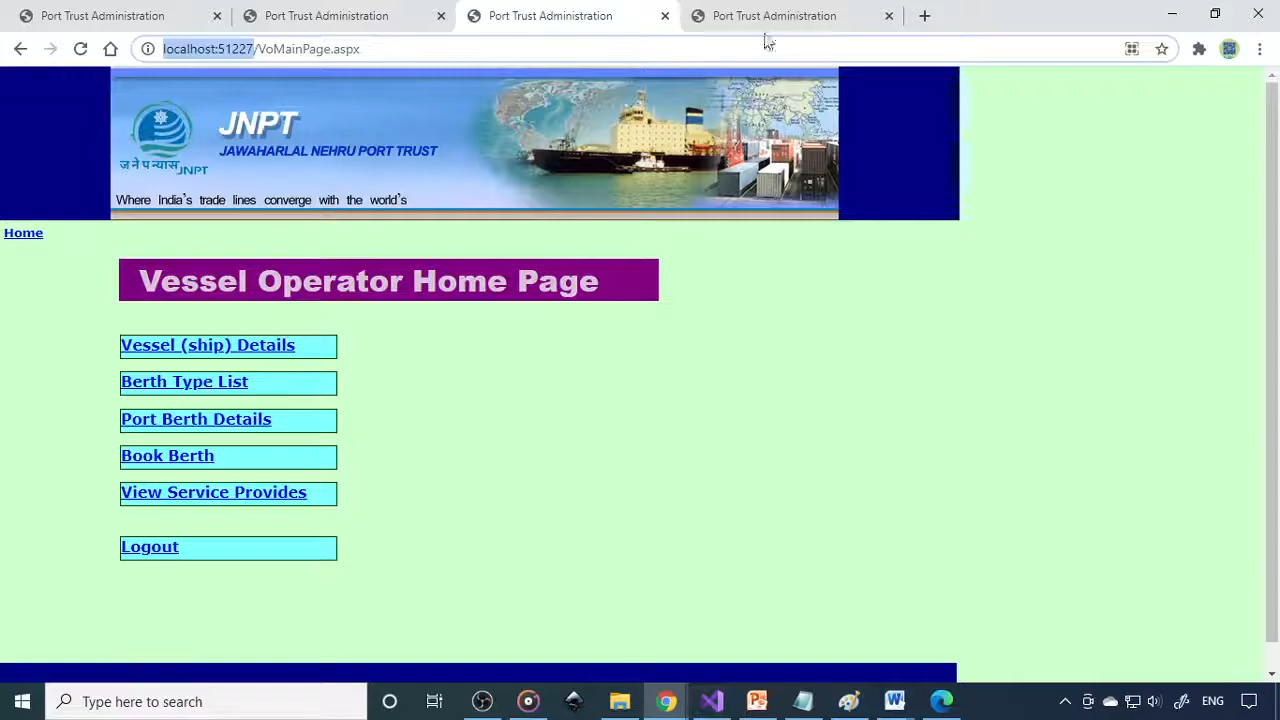 Port Trust Administration
Port Trust Administration
Port Trust Administration
Port Trust Administration
localhost:51227/VoMainPage.aspx
JNPT
JAWAHARLAL NEHRU PORT TRUST
ज ने प न्यास
JNPT
Where India's trade lines converge with the world's
Home
Vessel Operator Home Page
Vessel (ship) Details
Berth Type List
Port Berth Details
Book Berth
View Service Provides
Logout
Type here to search
ENG